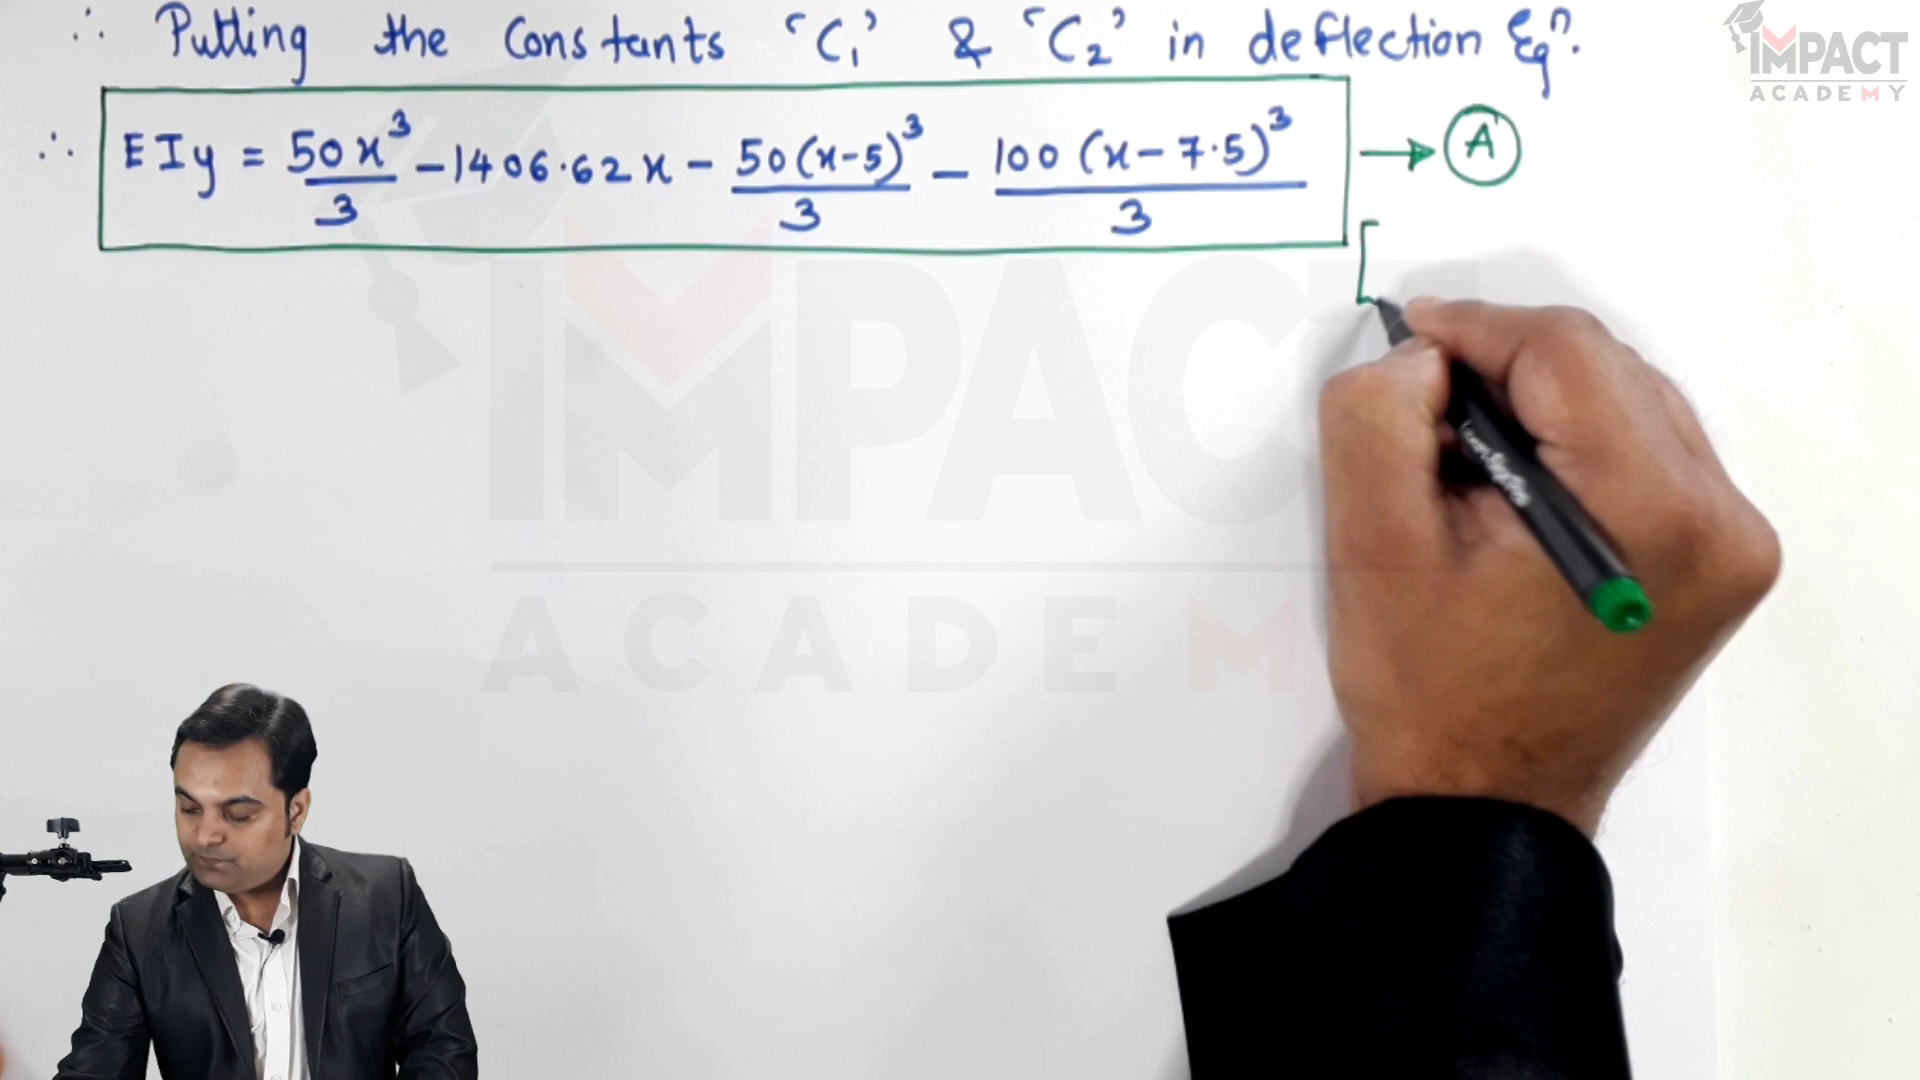 ∴ Putting the Constants 'C₁' & 'C₂' in deflection Eqⁿ.
∴ EIy = 50x³/3 - 1406.62x - 50(x-5)³/3 - 100(x-7.5)³/3 → A
IMPACT
ACADEMY
IMPACT
ACADEM